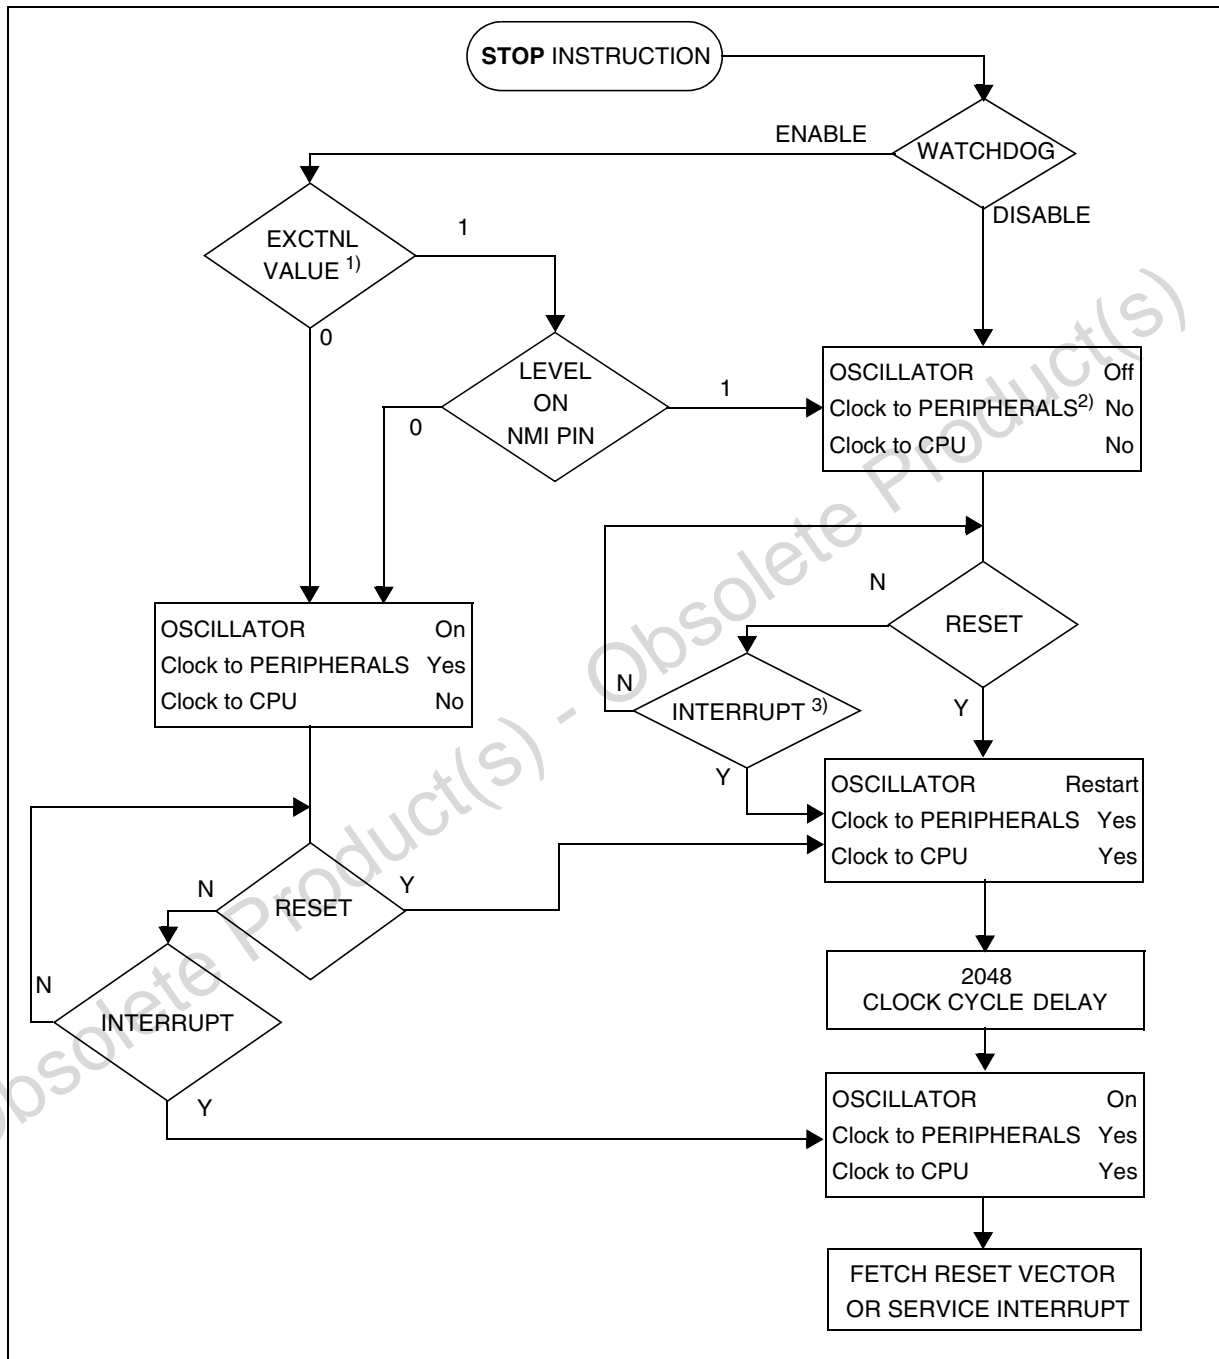 STOP INSTRUCTION
ENABLE
WATCHDOG
DISABLE
EXCTNL
VALUE 1)
1
0
LEVEL
ON
NMI PIN
1
0
OSCILLATOR Off
Clock to PERIPHERALS2) No
Clock to CPU No
N
RESET
Y
OSCILLATOR On
Clock to PERIPHERALS Yes
Clock to CPU No
N
INTERRUPT 3)
Y
OSCILLATOR Restart
Clock to PERIPHERALS Yes
Clock to CPU Yes
N
RESET
Y
N
INTERRUPT
Y
2048
CLOCK CYCLE DELAY
OSCILLATOR On
Clock to PERIPHERALS Yes
Clock to CPU Yes
FETCH RESET VECTOR
OR SERVICE INTERRUPT
Obsolete Product(s) - Obsolete Product(s)